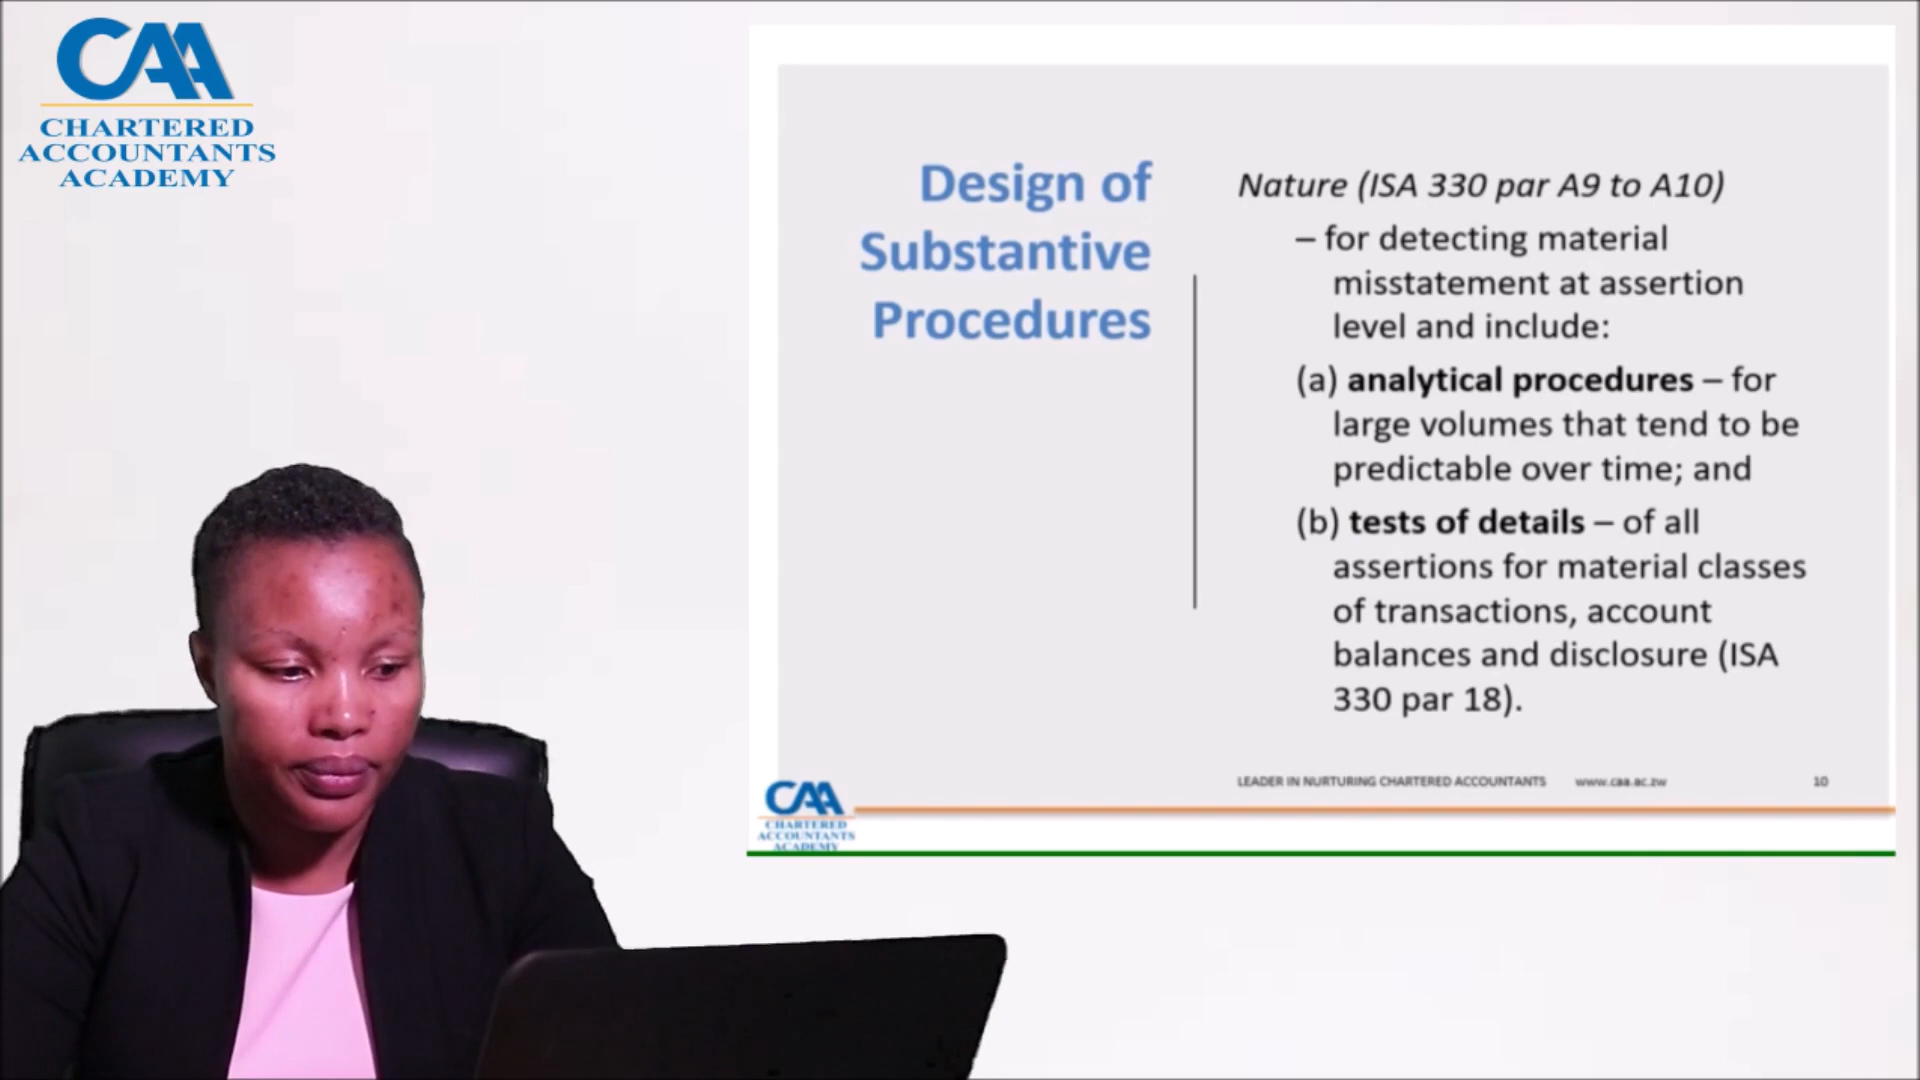 CAA
CHARTERED
ACCOUNTANTS
ACADEMY
Design of
Substantive
Procedures
Nature (ISA 330 par A9 to A10)
– for detecting material
misstatement at assertion
level and include:
(a) analytical procedures – for
large volumes that tend to be
predictable over time; and
(b) tests of details – of all
assertions for material classes
of transactions, account
balances and disclosure (ISA
330 par 18).
LEADER IN NURTURING CHARTERED ACCOUNTANTS www.caa.ac.zw 10
CAA
CHARTERED
ACCOUNTANTS
ACADEMY